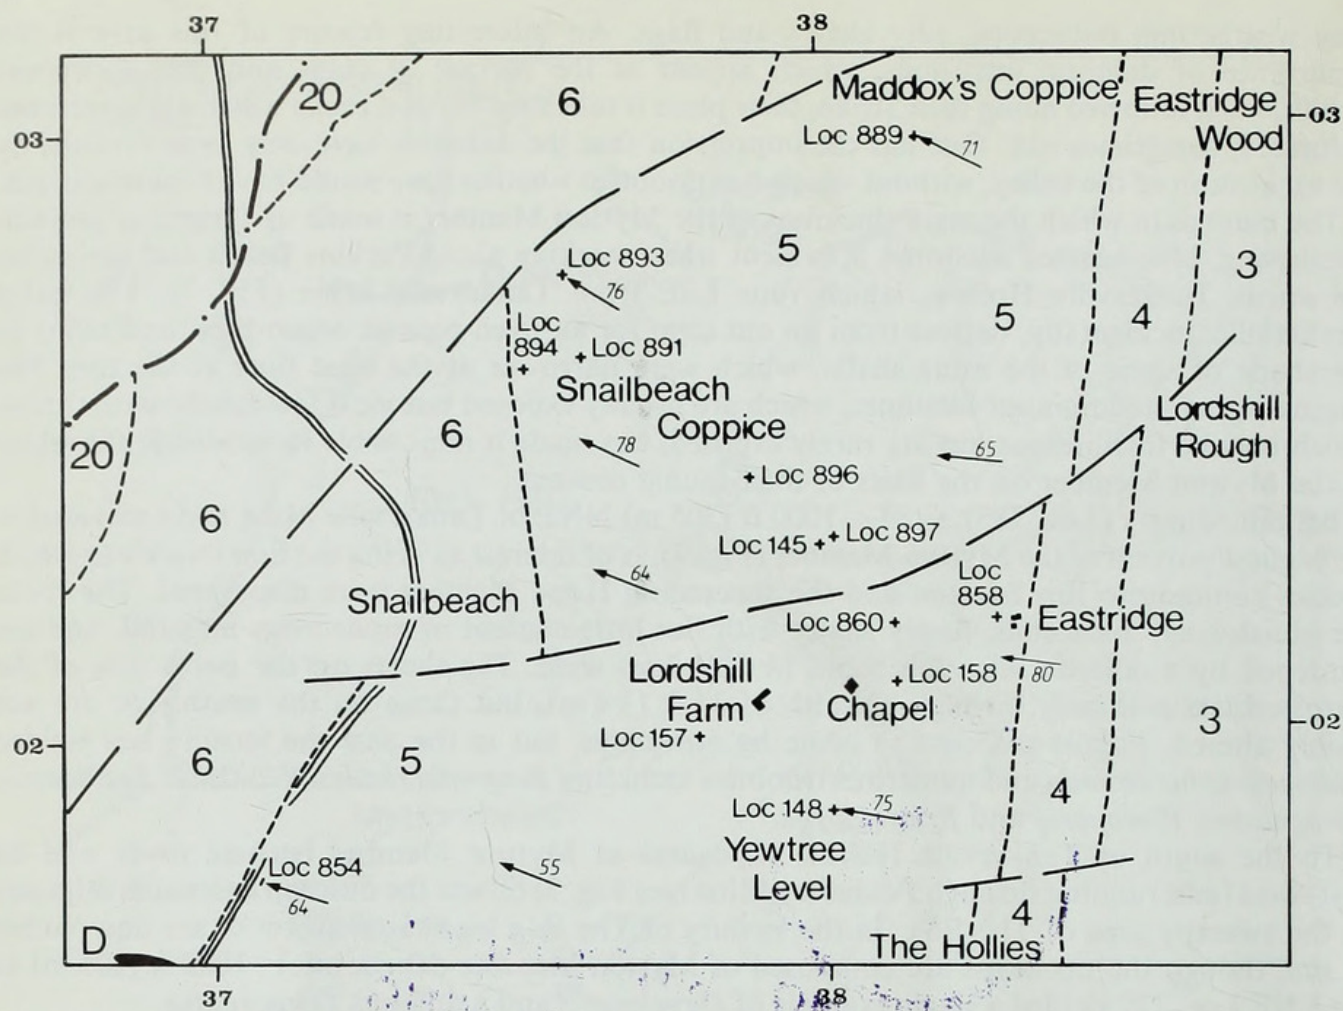 37
38
20
6
Maddox's Coppice
Eastridge
Wood
03
03
Loc 889
71
5
3
Loc 893
76
5
4
Loc
894
Loc 891
Snailbeach
Coppice
6
Lordshill
Rough
20
78
65
Loc 896
6
Loc 145
Loc 897
64
Loc
858
Snailbeach
Loc 860
Eastridge
80
Lordshill
Farm
Loc 158
Chapel
3
02
Loc 157
02
6
5
4
Loc 148
75
Yewtree
Level
Loc 854
64
55
4
D
The Hollies
37
38